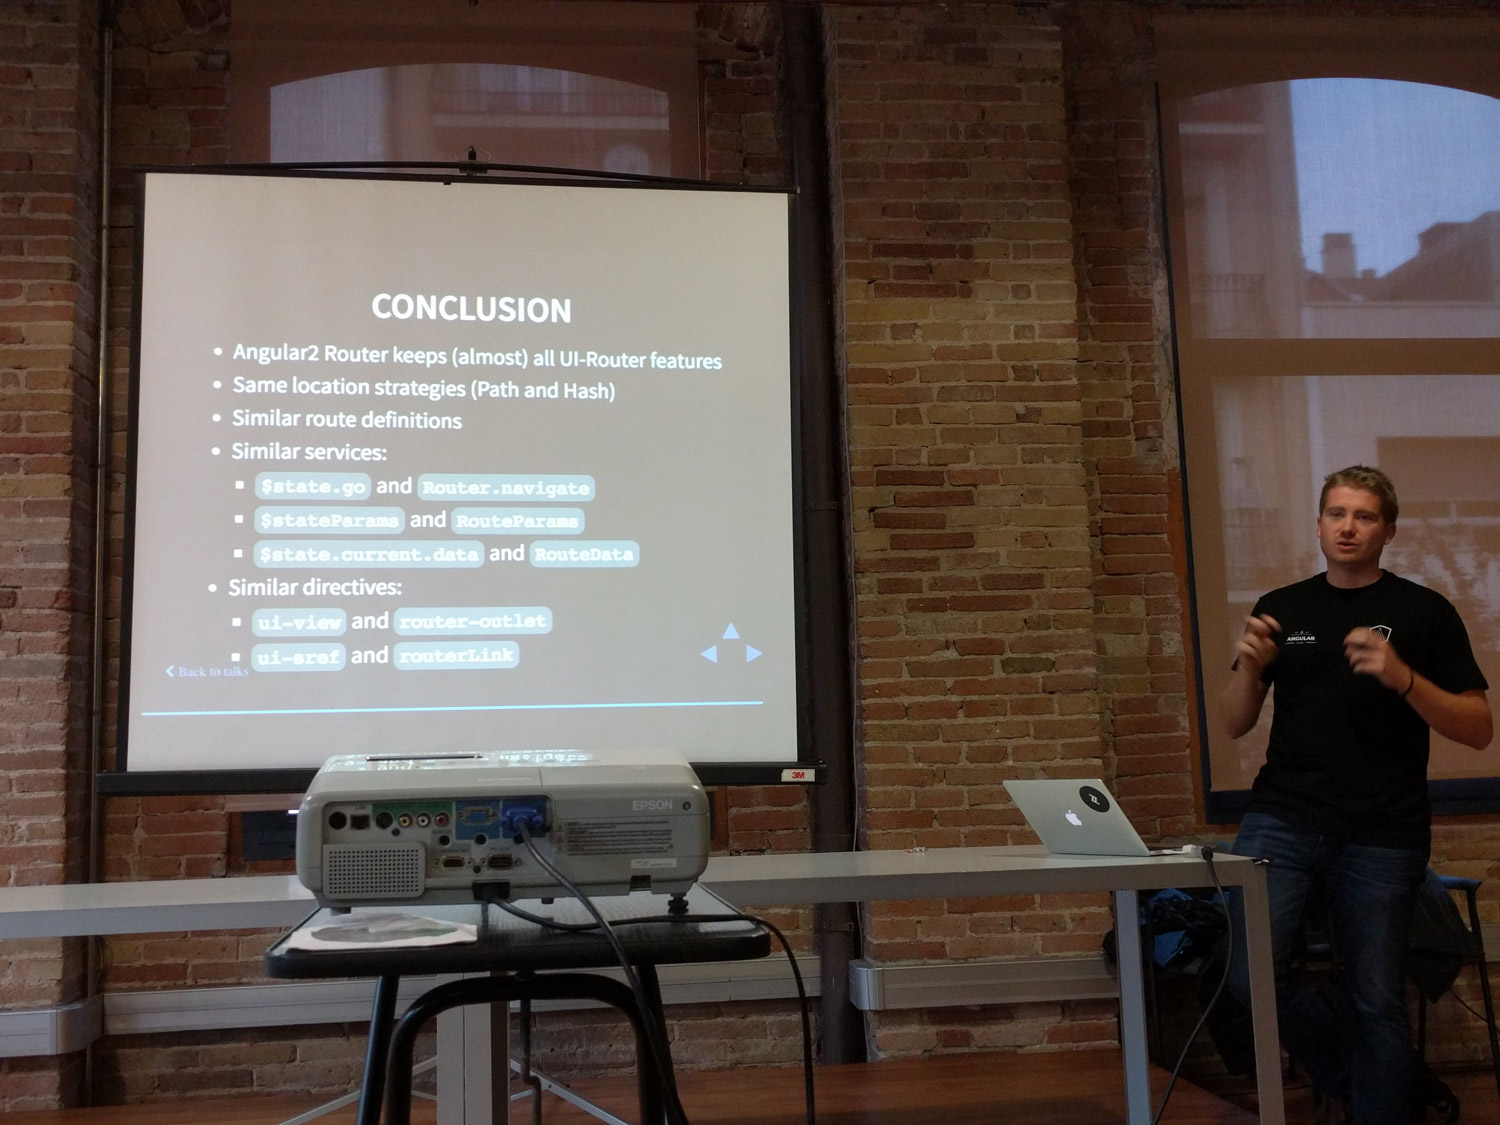 CONCLUSION
• Angular2 Router keeps (almost) all UI-Router features
• Same location strategies (Path and Hash)
• Similar route definitions
• Similar services:
▪ $state.go and Router.navigate
▪ $stateParams and RouteParams
▪ $state.current.data and RouteData
• Similar directives:
▪ ui-view and router-outlet
▪ ui-sref and routerLink
Back to talks
3M
EPSON
ANGULAR